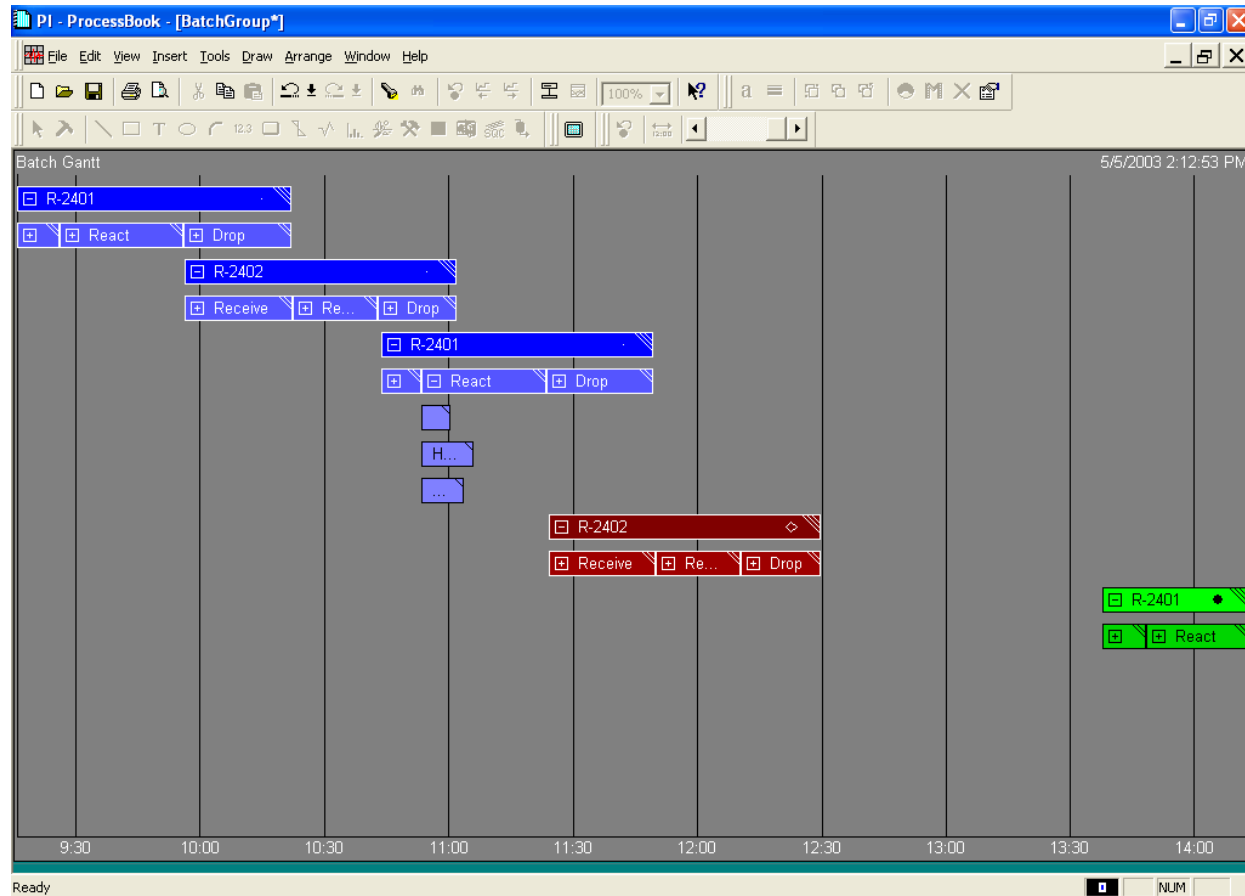 PI - ProcessBook - [BatchGroup*]
File Edit View Insert Tools Draw Arrange Window Help
100%
a
T 12.3 SQC 12:00
Batch Gantt 5/5/2003 2:12:53 PM
R-2401
React Drop
R-2402
Receive Re... Drop
R-2401
React Drop
H...
...
R-2402
Receive Re... Drop
R-2401
React
9:30 10:00 10:30 11:00 11:30 12:00 12:30 13:00 13:30 14:00
Ready NUM